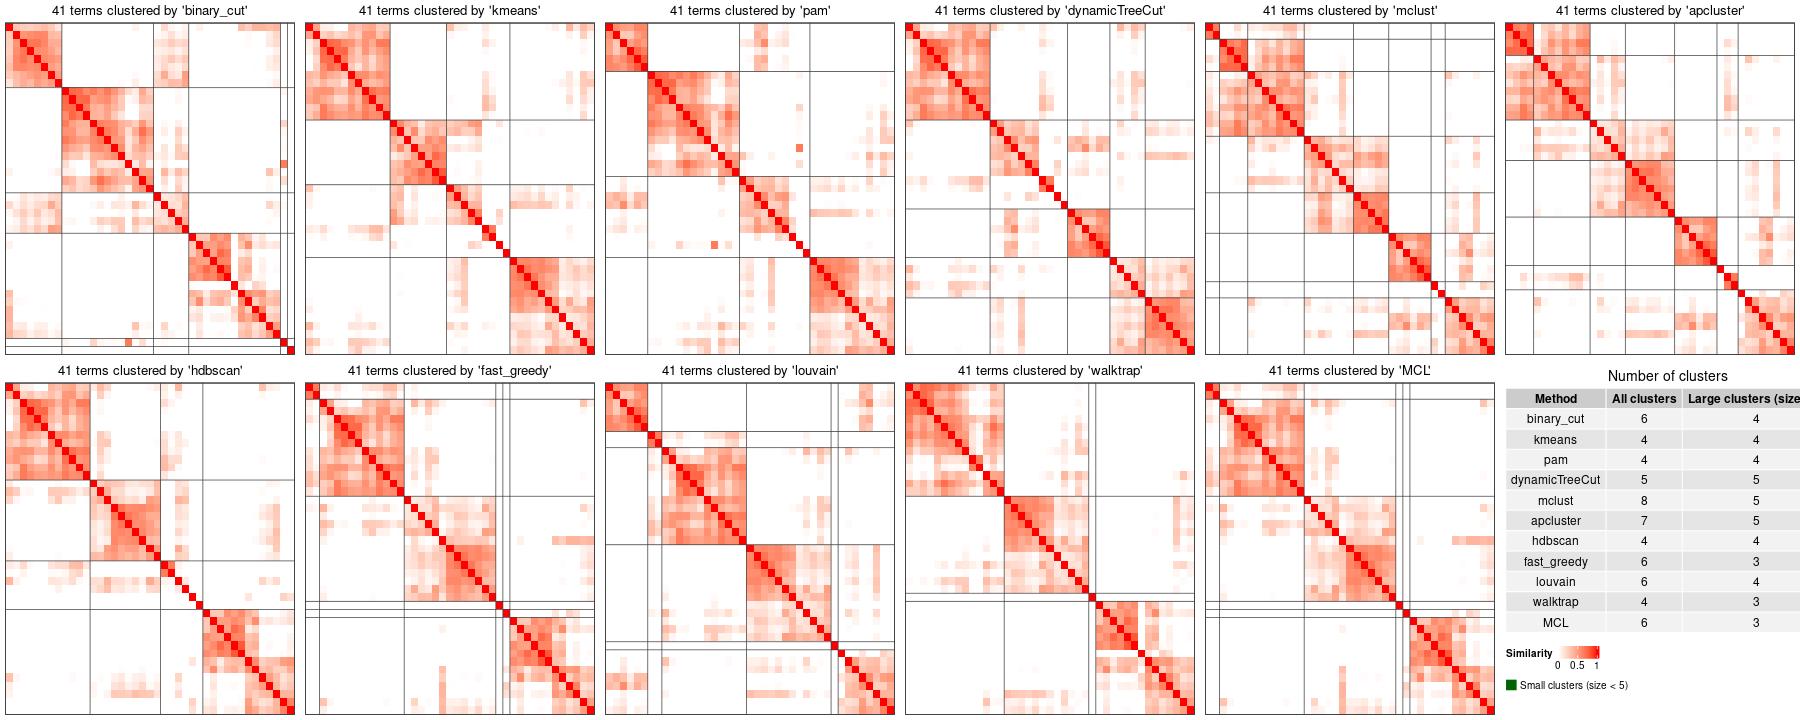 41 terms clustered by 'binary_cut'
41 terms clustered by 'kmeans'
41 terms clustered by 'pam'
41 terms clustered by 'dynamicTreeCut'
41 terms clustered by 'mclust'
41 terms clustered by 'apcluster'
41 terms clustered by 'hdbscan'
41 terms clustered by 'fast_greedy'
41 terms clustered by 'louvain'
41 terms clustered by 'walktrap'
41 terms clustered by 'MCL'
Number of clusters
Method All clusters Large clusters (size
binary_cut 6 4
kmeans 4 4
pam 4 4
dynamicTreeCut 5 5
mclust 8 5
apcluster 7 5
hdbscan 4 4
fast_greedy 6 3
louvain 6 4
walktrap 4 3
MCL 6 3
Similarity
0 0.5 1
Small clusters (size < 5)